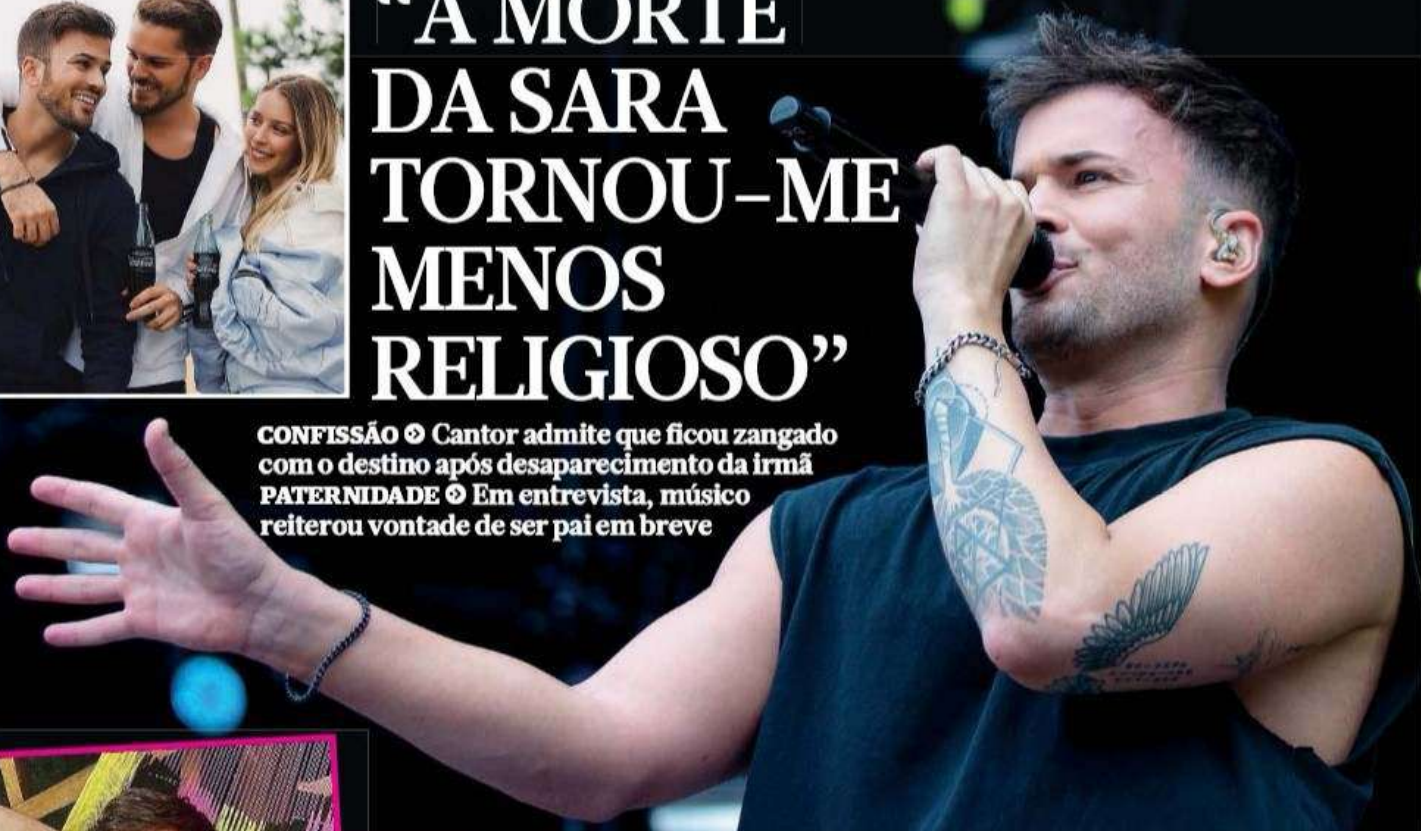 “A MORTE
DA SARA
TORNOU-ME
MENOS
RELIGIOSO”
CONFISSÃO Cantor admite que ficou zangado
com o destino após desaparecimento da irmã
PATERNIDADE Em entrevista, músico
reiterou vontade de ser pai em breve